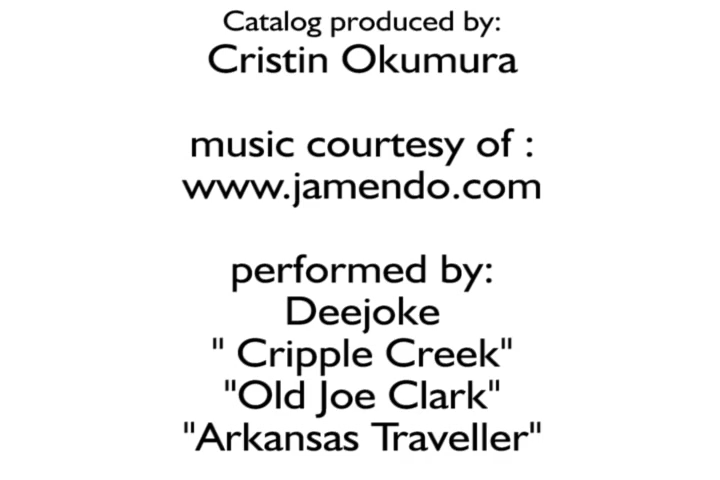 Catalog produced by:
Cristin Okumura
music courtesy of :
www.jamendo.com
performed by:
Deejoke
" Cripple Creek"
"Old Joe Clark"
"Arkansas Traveller"